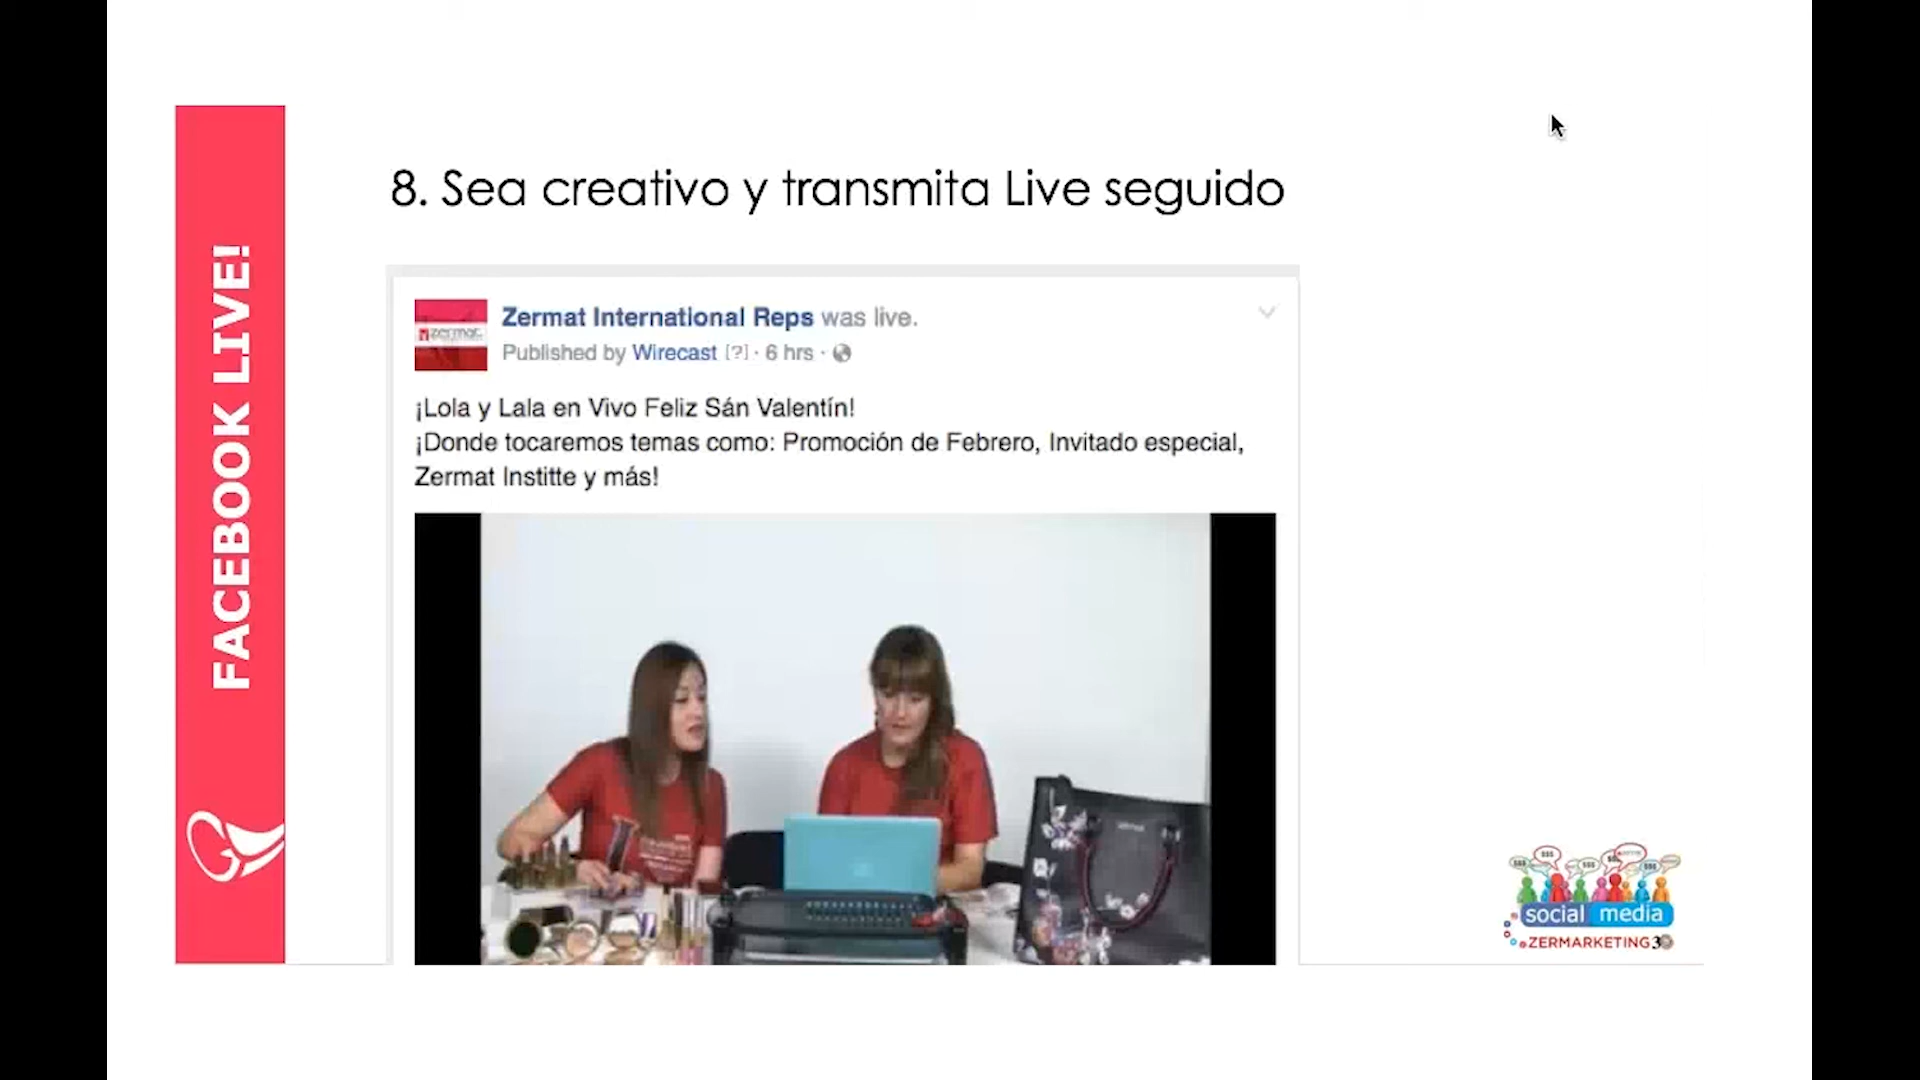 FACEBOOK LIVE!
8. Sea creativo y transmita Live seguido
zermat
Zermat International Reps was live.
Published by Wirecast [?] · 6 hrs ·
¡Lola y Lala en Vivo Feliz Sán Valentín!
¡Donde tocaremos temas como: Promoción de Febrero, Invitado especial,
Zermat Institte y más!
$$$ $$$ $$$ $$$ $$$
social media
ZERMARKETING 3